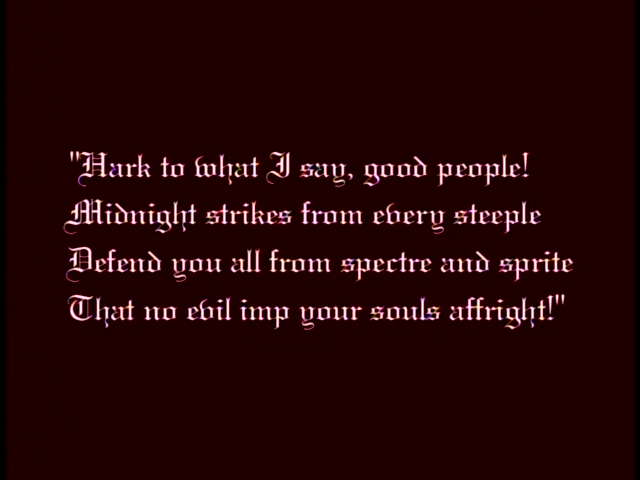 "Hark to what I say, good people!
Midnight strikes from every steeple
Defend you all from spectre and sprite
That no evil imp your souls affright!"